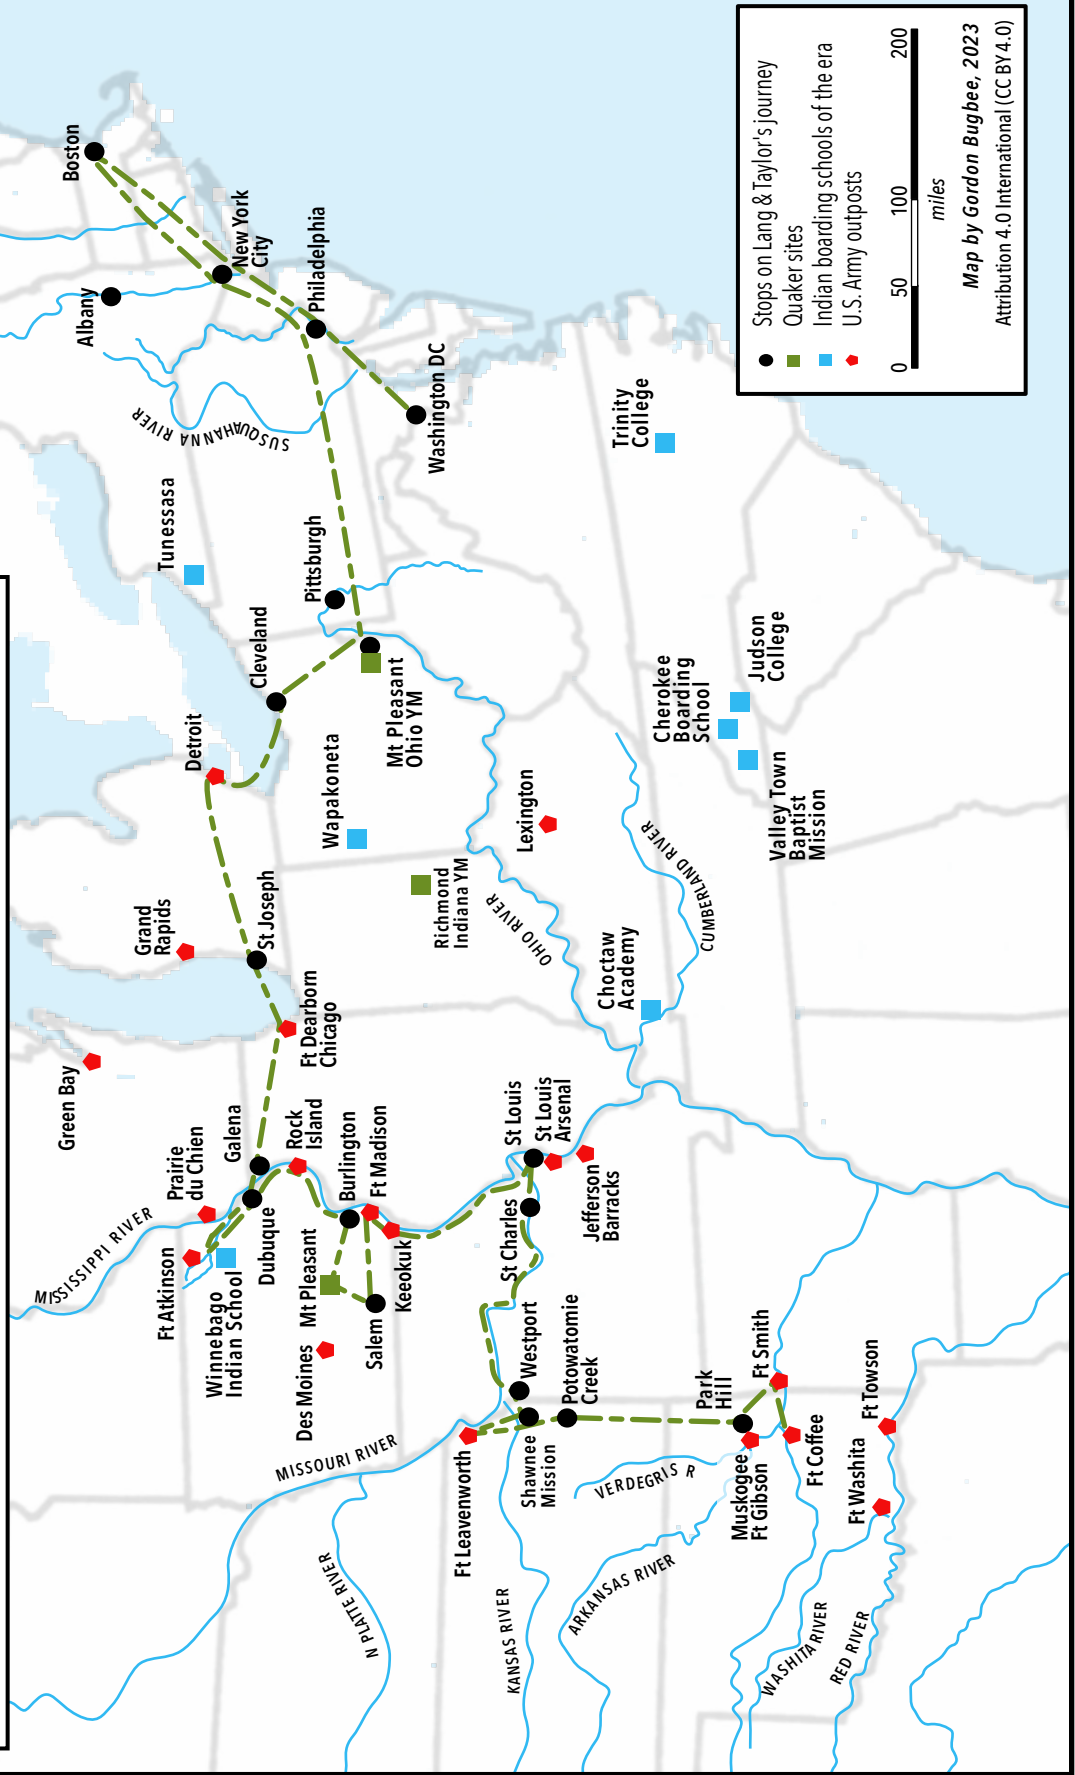 Boston
Albany
New York
City
Philadelphia
Washington DC
SUSQUAHANNA RIVER
Tunessasa
Pittsburgh
Cleveland
Detroit
Mt Pleasant
Ohio YM
Wapakoneta
Richmond
Indiana YM
Lexington
Trinity
College
Cherokee
Boarding
School
Judson
College
Valley Town
Baptist
Mission
CUMBERLAND RIVER
OHIO RIVER
Choctaw
Academy
Grand
Rapids
St Joseph
Ft Dearborn
Chicago
Green Bay
Galena
Prairie
du Chien
MISSISSIPPI RIVER
Ft Atkinson
Winnebago
Indian School
Dubuque
Rock
Island
Burlington
Ft Madison
Mt Pleasant
Keeokuk
Salem
Des Moines
St Louis
St Louis
Arsenal
Jefferson
Barracks
St Charles
Westport
Potowatomie
Creek
Shawnee
Mission
Ft Leavenworth
MISSOURI RIVER
N PLATTE RIVER
KANSAS RIVER
VERDEGRIS R
ARKANSAS RIVER
Park
Hill
Ft Smith
Muskogee
Ft Gibson
Ft Coffee
Ft Towson
Ft Washita
WASHITA RIVER
RED RIVER
Stops on Lang & Taylor's journey
Quaker sites
Indian boarding schools of the era
U.S. Army outposts
0 50 100 200
miles
Map by Gordon Bugbee, 2023
Attribution 4.0 International (CC BY 4.0)